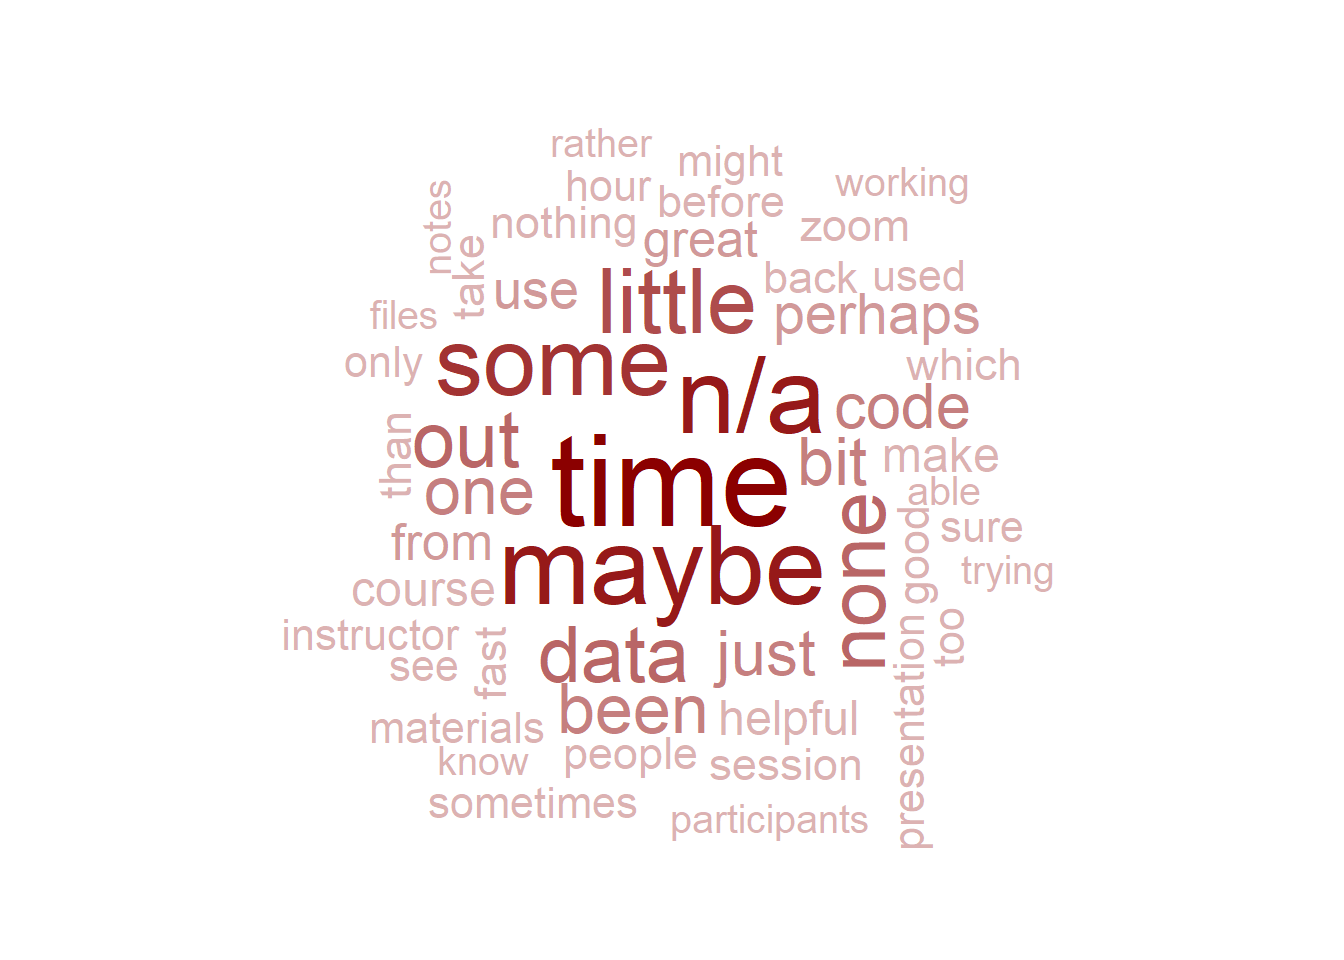 rather
might
working
hour
before
notes
nothing
zoom
great
take
back
used
use
little
perhaps
files
some
only
which
n/a
code
out
than
bit
make
time
one
able
none
good
sure
from
maybe
trying
course
instructor
too
see
fast
data
just
presentation
been
helpful
materials
people
know
session
sometimes
participants